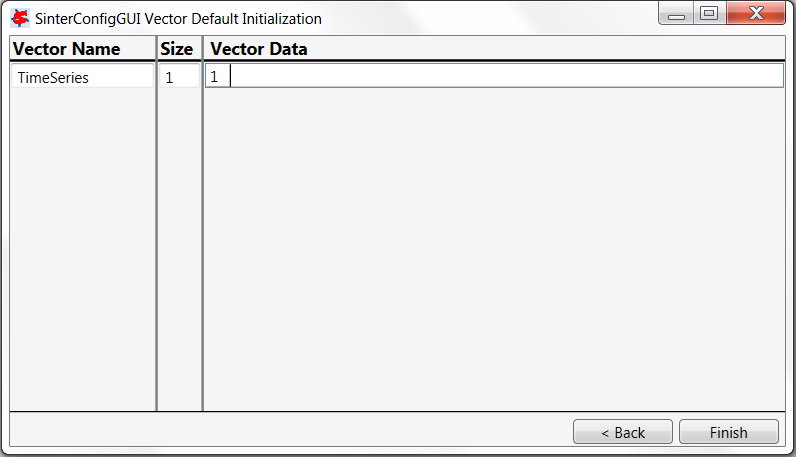 SinterConfigGUI Vector Default Initialization
Vector Name Size Vector Data
TimeSeries 1 1
< Back Finish